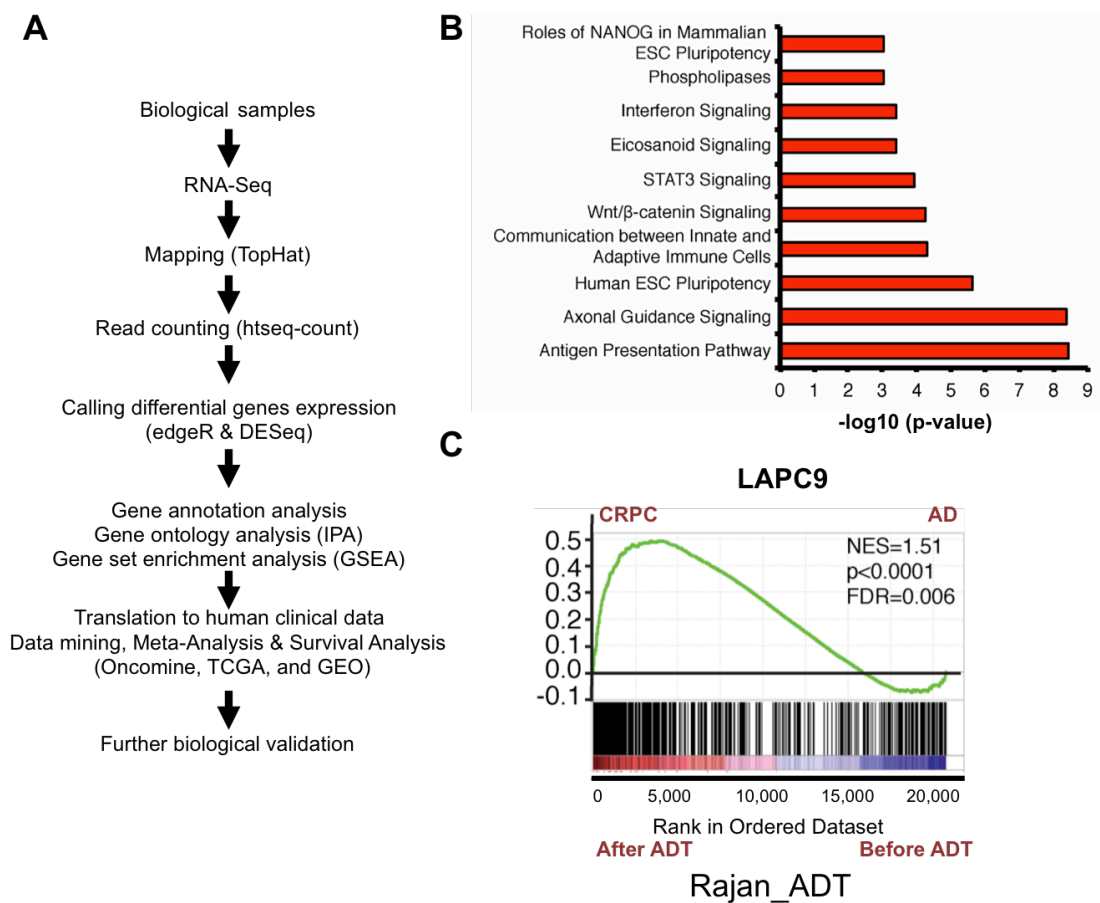 A
Biological samples
RNA-Seq
Mapping (TopHat)
Read counting (htseq-count)
Calling differential genes expression
(edgeR & DESeq)
Gene annotation analysis
Gene ontology analysis (IPA)
Gene set enrichment analysis (GSEA)
Translation to human clinical data
Data mining, Meta-Analysis & Survival Analysis
(Oncomine, TCGA, and GEO)
Further biological validation
B
Roles of NANOG in Mammalian
ESC Pluripotency
Phospholipases
Interferon Signaling
Eicosanoid Signaling
STAT3 Signaling
Wnt/β-catenin Signaling
Communication between Innate and
Adaptive Immune Cells
Human ESC Pluripotency
Axonal Guidance Signaling
Antigen Presentation Pathway
0 1 2 3 4 5 6 7 8 9
-log10 (p-value)
C
LAPC9
CRPC AD
NES=1.51
p<0.0001
FDR=0.006
0.5
0.4
0.3
0.2
0.1
0.0
-0.1
0 5,000 10,000 15,000 20,000
Rank in Ordered Dataset
After ADT Before ADT
Rajan_ADT